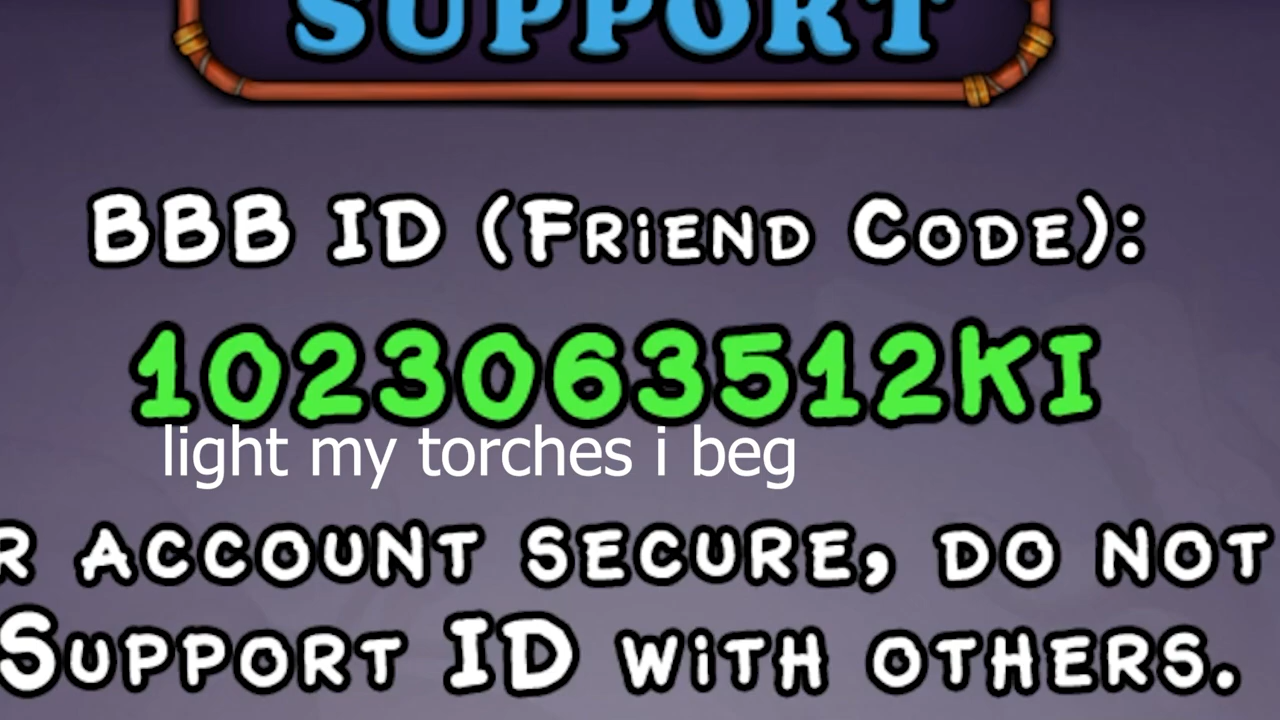 SUPPORT
BBB ID (FRiEND CODE):
1023063512KI
light my torches i beg
R ACCOUNT SECURE, DO NOT
SUPPORT ID WiTH OTHERS.